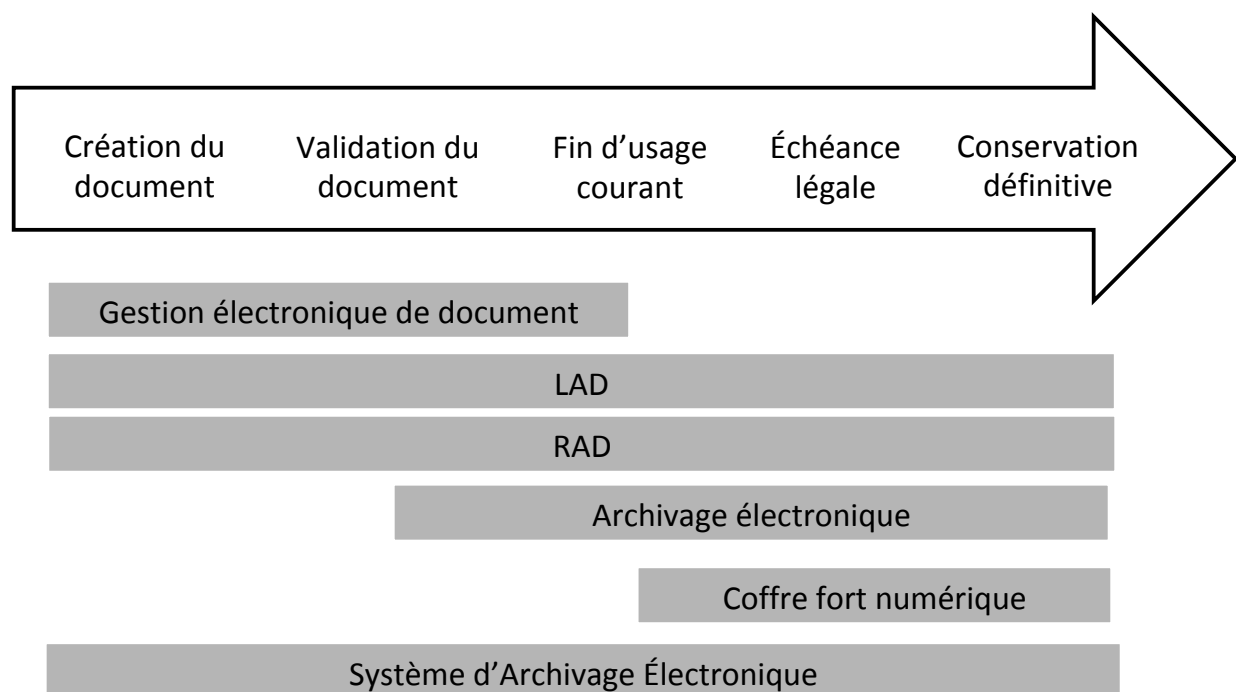 Création du
document
Validation du
document
Fin d’usage
courant
Échéance
légale
Conservation
définitive
Gestion électronique de document
LAD
RAD
Archivage électronique
Coffre fort numérique
Système d’Archivage Électronique